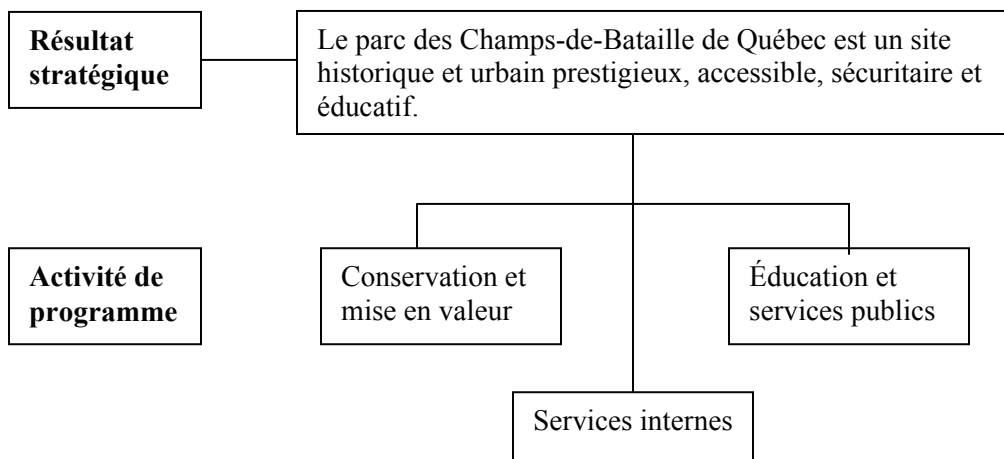 Résultat
stratégique
Le parc des Champs-de-Bataille de Québec est un site
historique et urbain prestigieux, accessible, sécuritaire et
éducatif.
Activité de
programme
Conservation et
mise en valeur
Éducation et
services publics
Services internes